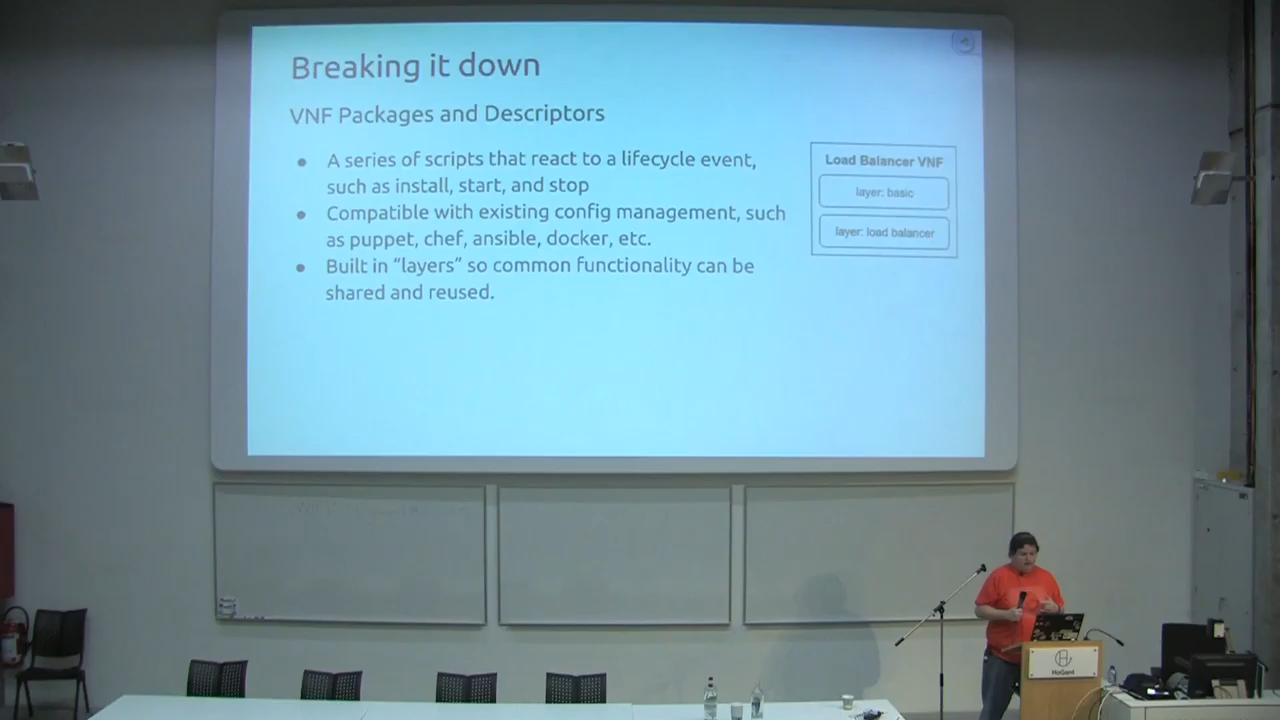 Breaking it down
VNF Packages and Descriptors
● A series of scripts that react to a lifecycle event,
such as install, start, and stop
● Compatible with existing config management, such
as puppet, chef, ansible, docker, etc.
● Built in “layers” so common functionality can be
shared and reused.
Load Balancer VNF
layer: basic
layer: load balancer
HoGent